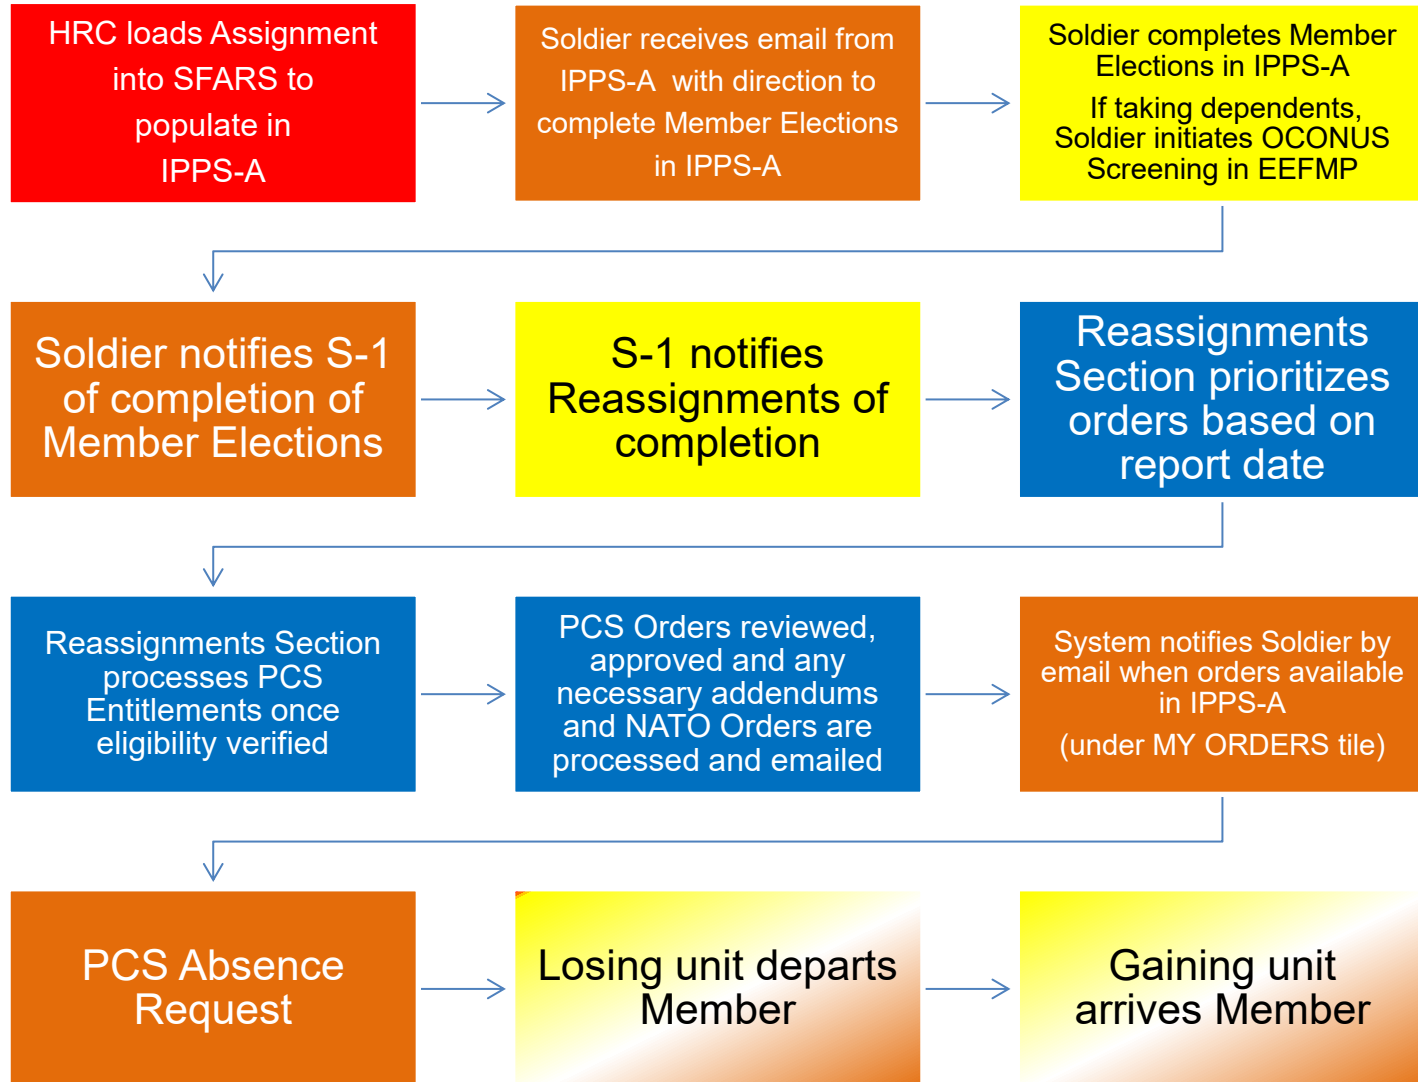 HRC loads Assignment
into SFARS to
populate in
IPPS-A
Soldier receives email from
IPPS-A with direction to
complete Member Elections
in IPPS-A
Soldier completes Member
Elections in IPPS-A
If taking dependents,
Soldier initiates OCONUS
Screening in EEFMP
Soldier notifies S-1
of completion of
Member Elections
S-1 notifies
Reassignments of
completion
Reassignments
Section prioritizes
orders based on
report date
Reassignments Section
processes PCS
Entitlements once
eligibility verified
PCS Orders reviewed,
approved and any
necessary addendums
and NATO Orders are
processed and emailed
System notifies Soldier by
email when orders available
in IPPS-A
(under MY ORDERS tile)
PCS Absence
Request
Losing unit departs
Member
Gaining unit
arrives Member